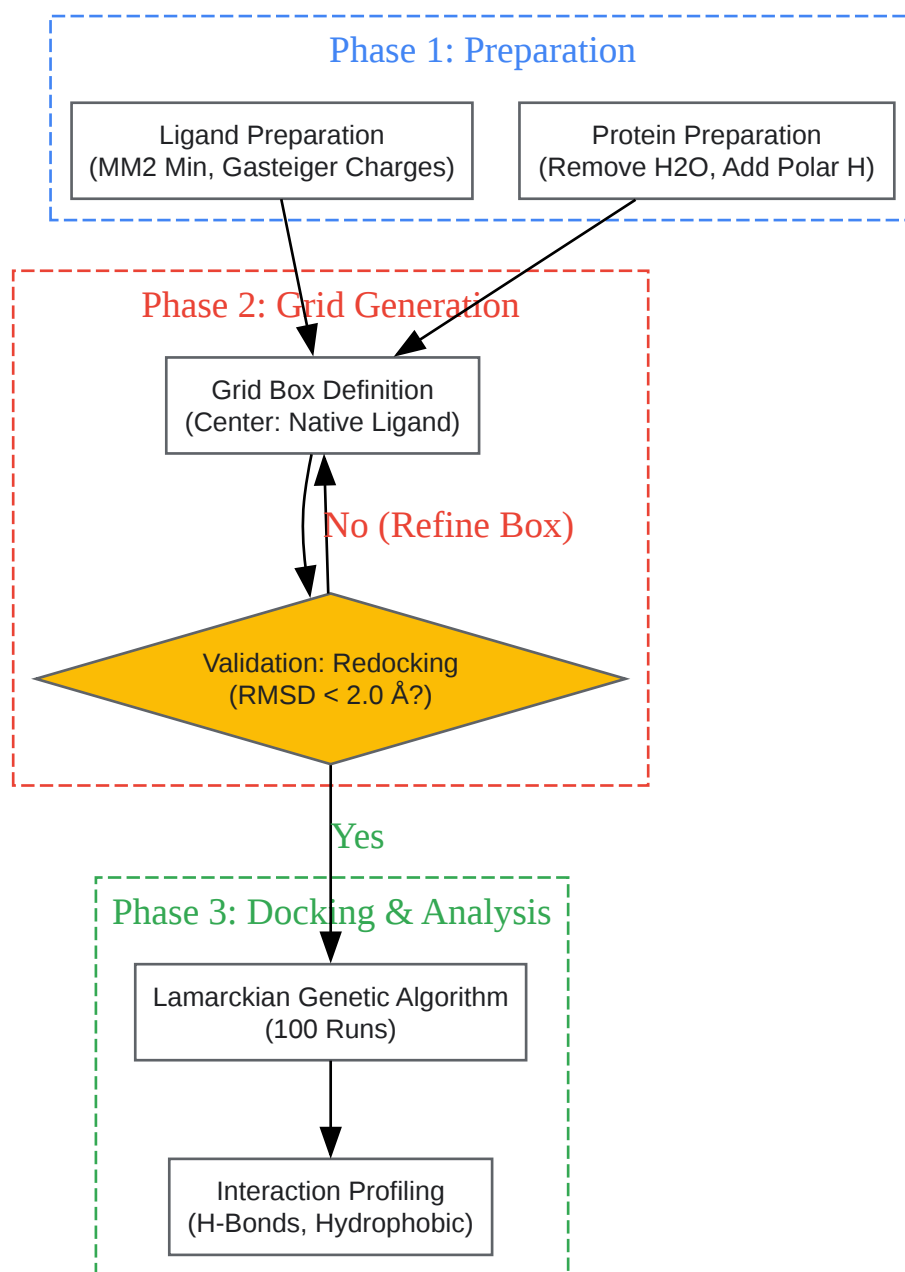 Phase 1: Preparation
Ligand Preparation
(MM2 Min, Gasteiger Charges)
Protein Preparation
(Remove H2O, Add Polar H)
Phase 2: Grid Generation
Grid Box Definition
(Center: Native Ligand)
No (Refine Box)
Validation: Redocking
(RMSD < 2.0 Å?)
Yes
Phase 3: Docking & Analysis
Lamarckian Genetic Algorithm
(100 Runs)
Interaction Profiling
(H-Bonds, Hydrophobic)